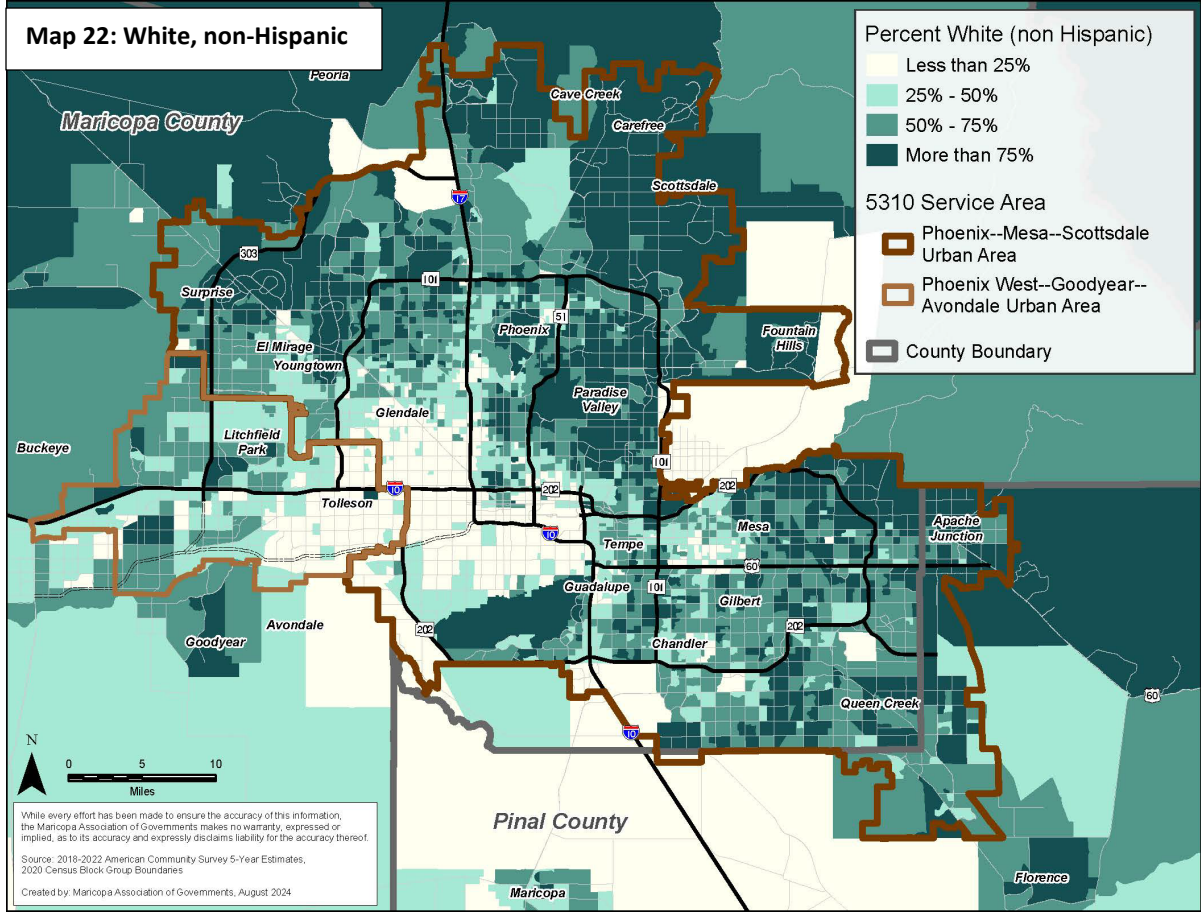 Map 22: White, non-Hispanic
Percent White (non Hispanic)
Less than 25%
25% - 50%
50% - 75%
More than 75%
5310 Service Area
Phoenix--Mesa--Scottsdale
Urban Area
Phoenix West--Goodyear--
Avondale Urban Area
County Boundary
Peoria
Maricopa County
Cave Creek
Carefree
Scottsdale
17
303
Surprise
101
51
Phoenix
Fountain
Hills
El Mirage
Youngtown
Paradise
Valley
Glendale
Buckeye
Litchfield
Park
101
10
202
202
Tolleson
10
Tempe
Mesa
Apache
Junction
60
Guadalupe
101
Gilbert
Goodyear
Avondale
202
202
Chandler
60
Queen Creek
10
N
0 5 10
Miles
Pinal County
Maricopa
Florence
While every effort has been made to ensure the accuracy of this information,
the Maricopa Association of Governments makes no warranty, expressed or
implied, as to its accuracy and expressly disclaims liability for the accuracy thereof.
Source: 2018-2022 American Community Survey 5-Year Estimates,
2020 Census Block Group Boundaries
Created by: Maricopa Association of Governments, August 2024